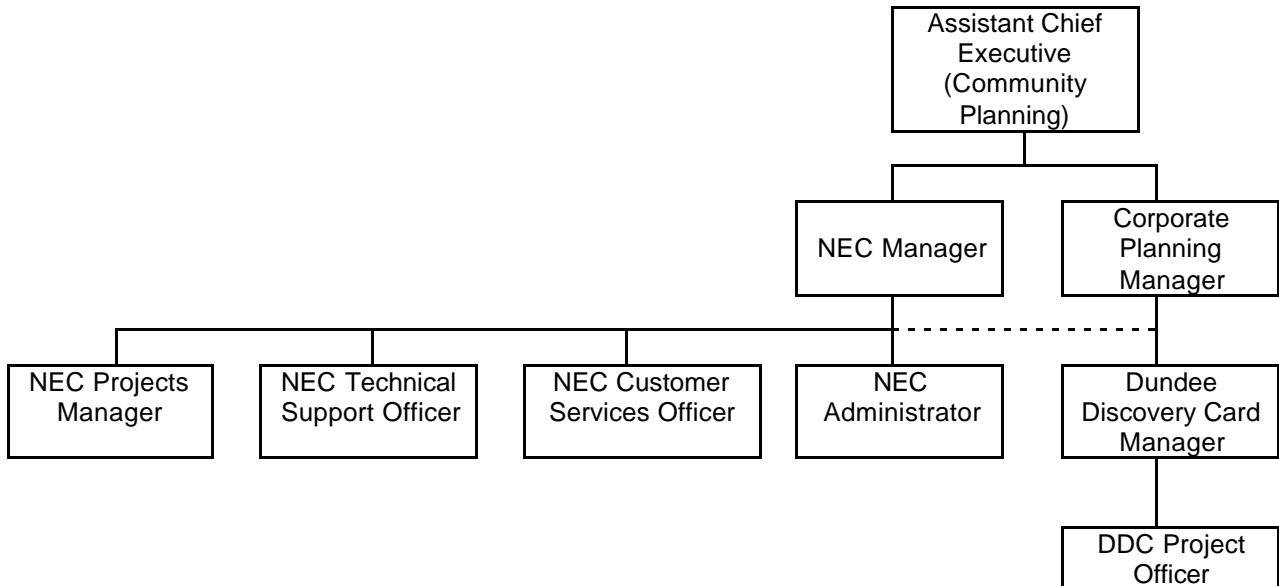 Assistant Chief
Executive
(Community
Planning)
NEC Manager
Corporate
Planning
Manager
NEC Projects
Manager
NEC Technical
Support Officer
NEC Customer
Services Officer
NEC
Administrator
Dundee
Discovery Card
Manager
DDC Project
Officer